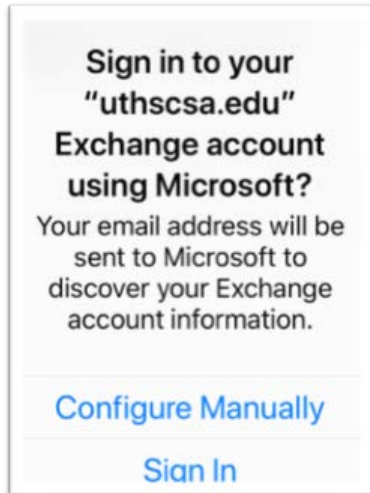 Sign in to your
“uthscsa.edu”
Exchange account
using Microsoft?
Your email address will be
sent to Microsoft to
discover your Exchange
account information.
Configure Manually
Sign In